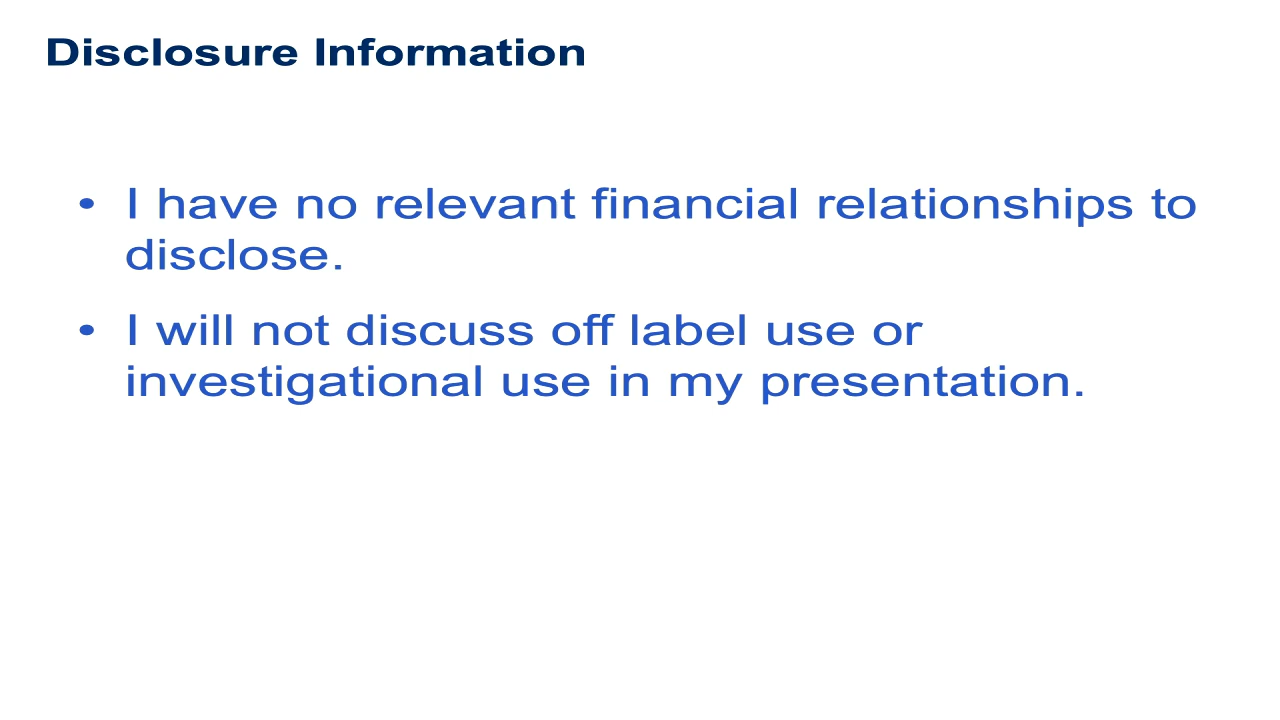 Disclosure Information
• I have no relevant financial relationships to
disclose.
• I will not discuss off label use or
investigational use in my presentation.